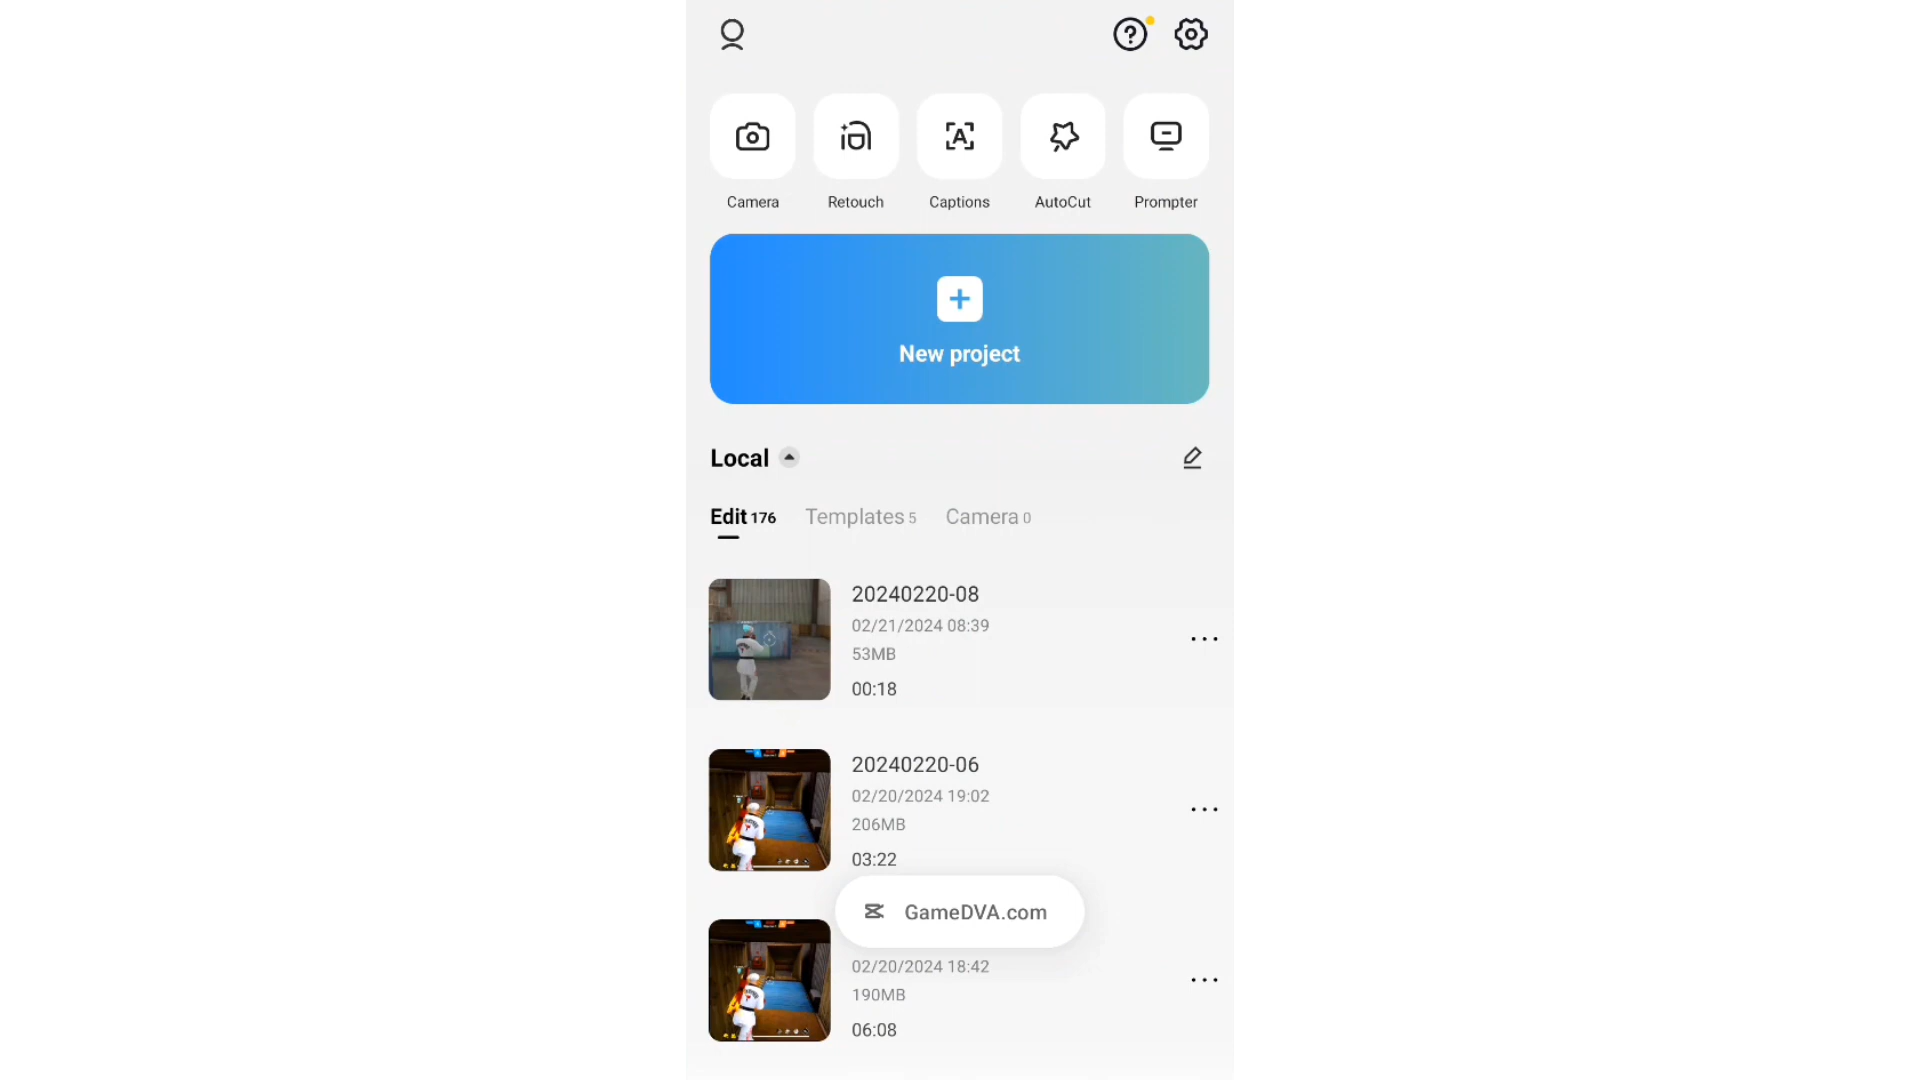 Camera Retouch Captions AutoCut Prompter
New project
Local
Edit 176 Templates 5 Camera 0
20240220-08
02/21/2024 08:39
53MB
00:18
20240220-06
02/20/2024 19:02
206MB
03:22
GameDVA.com
02/20/2024 18:42
190MB
06:08